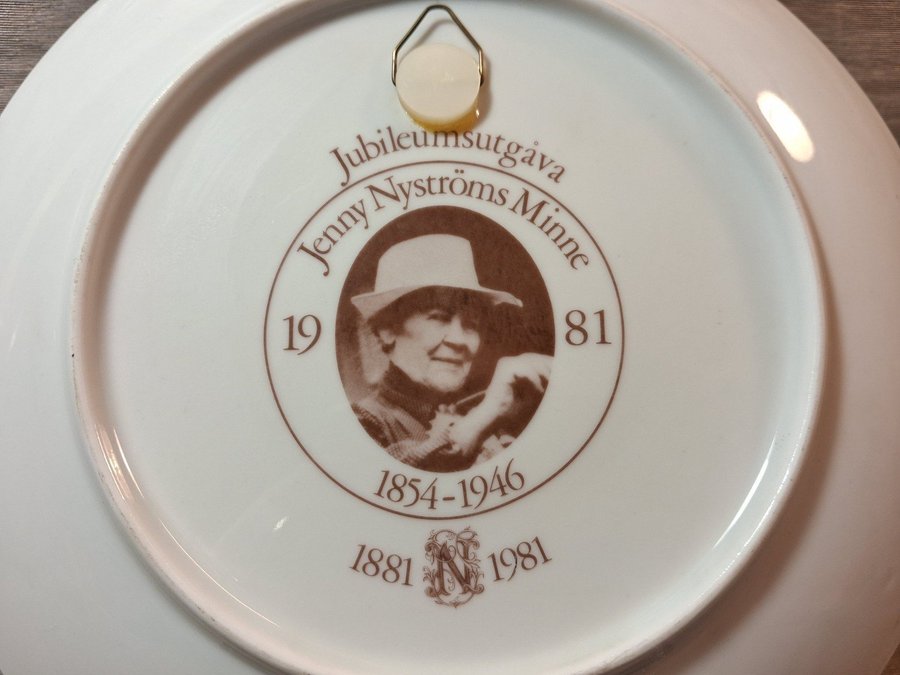 Jubileumsutgåva
Jenny Nyströms Minne
19 81
1854-1946
1881 N 1981